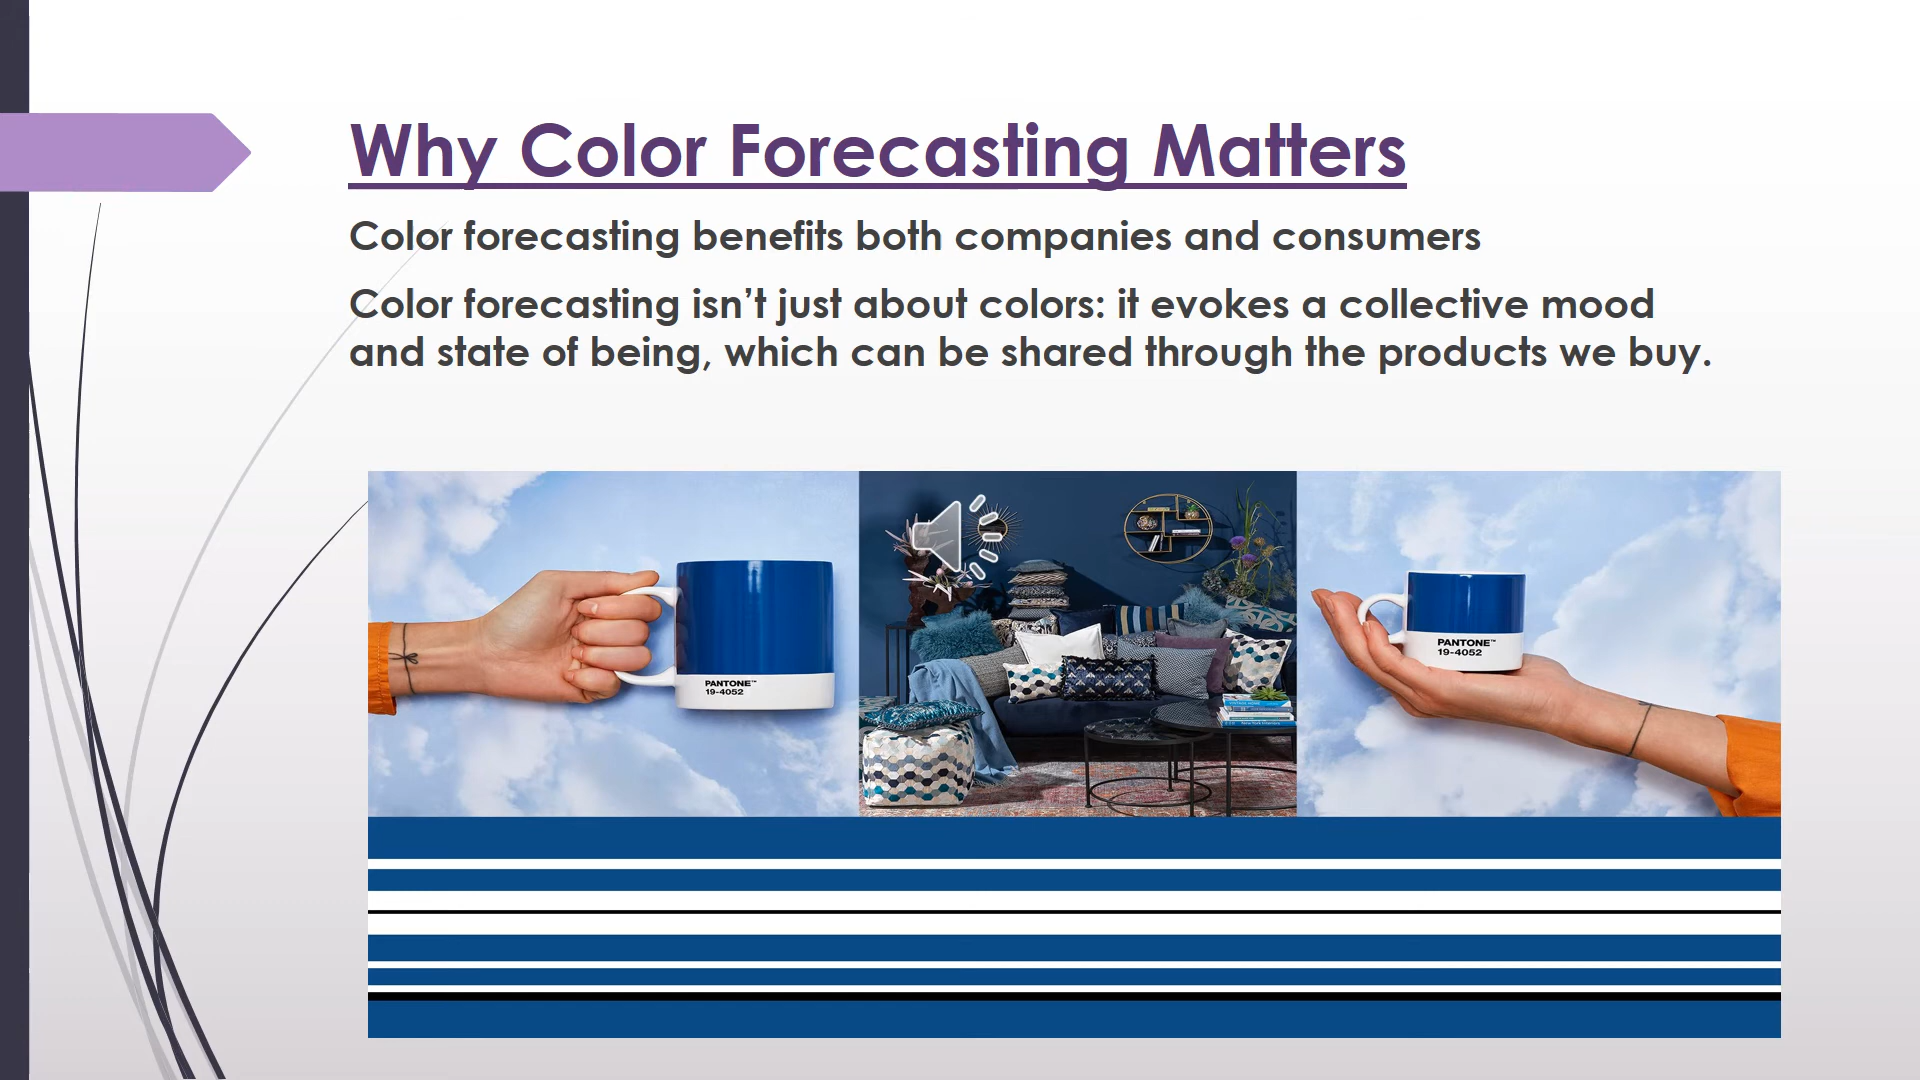 Why Color Forecasting Matters
Color forecasting benefits both companies and consumers
Color forecasting isn’t just about colors: it evokes a collective mood
and state of being, which can be shared through the products we buy.
PANTONE™
19-4052
PANTONE™
19-4052